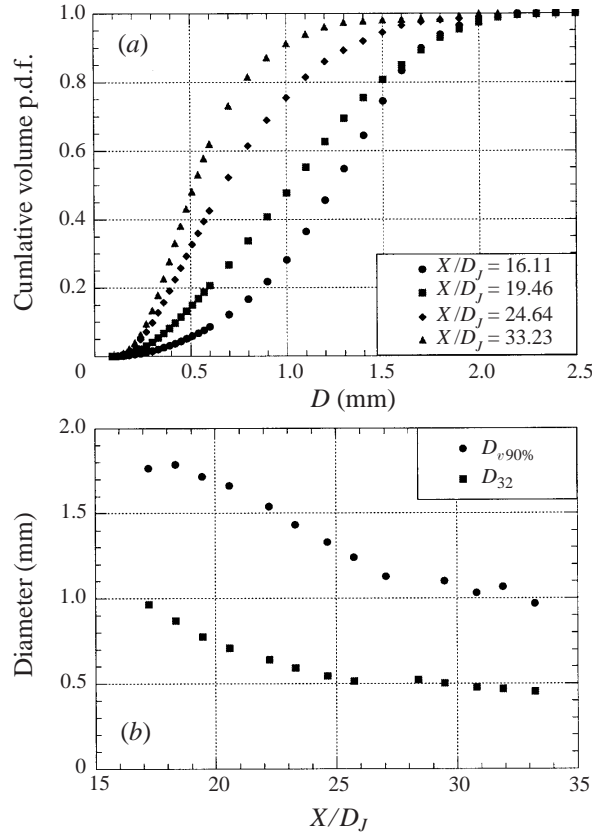 (a)
Cumlative volume p.d.f.
1.0
0.8
0.6
0.4
0.2
0
0.5
1.0
1.5
2.0
2.5
D (mm)
X/D_J = 16.11
X/D_J = 19.46
X/D_J = 24.64
X/D_J = 33.23
(b)
Diameter (mm)
2.0
1.5
1.0
0.5
0
15
20
25
30
35
X/D_J
D_v90%
D_32